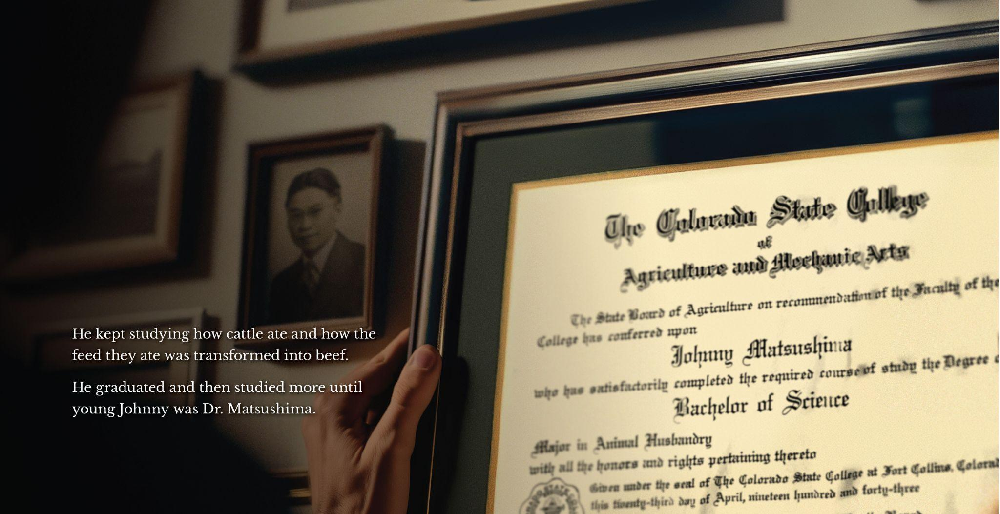 He kept studying how cattle ate and how the
feed they ate was transformed into beef.
He graduated and then studied more until
young Johnny was Dr. Matsushima.
The Colorado State College
of
Agriculture and Mechanic Arts
The State Board of Agriculture on recommendation of the Faculty of the
College has conferred upon
Johnny Matsushima
who has satisfactorily completed the required course of study the Degree
Bachelor of Science
Major in Animal Husbandry
with all the honors and rights pertaining thereto
Given under the seal of The Colorado State College at Fort Collins, Colorad
this twenty-third day of April, nineteen hundred and forty-three